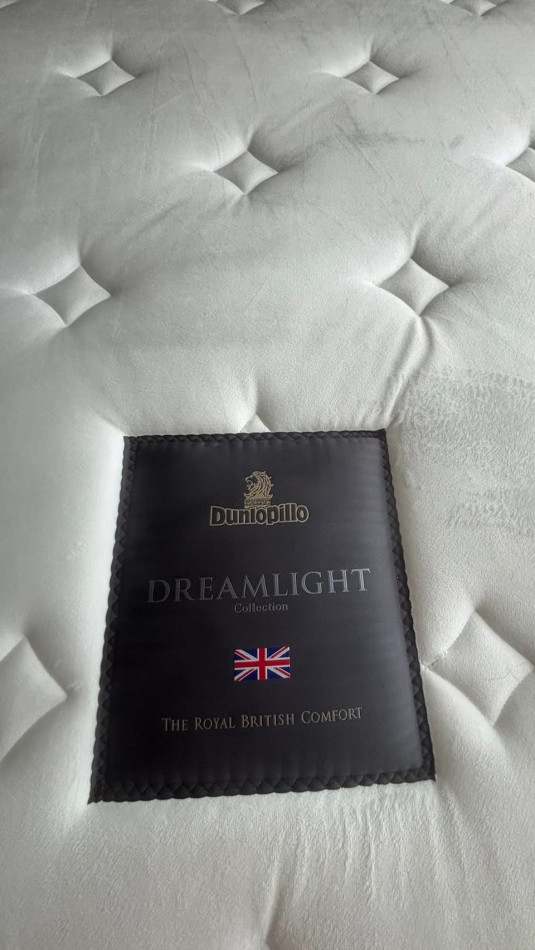 Dunlopillo
DREAMLIGHT
Collection
THE ROYAL BRITISH COMFORT